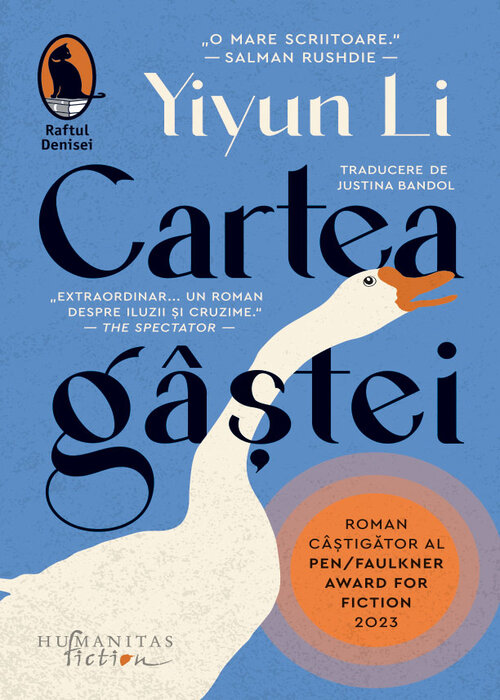 „O MARE SCRIITOARE.“
— SALMAN RUSHDIE —
Raftul
Denisei
Yiyun Li
TRADUCERE DE
JUSTINA BANDOL
Cartea
„EXTRAORDINAR... UN ROMAN
DESPRE ILUZII ȘI CRUZIME.“
— THE SPECTATOR —
gâștei
ROMAN
CÂȘTIGĂTOR AL
PEN/FAULKNER
AWARD FOR
FICTION
2023
HUMANITAS
fiction